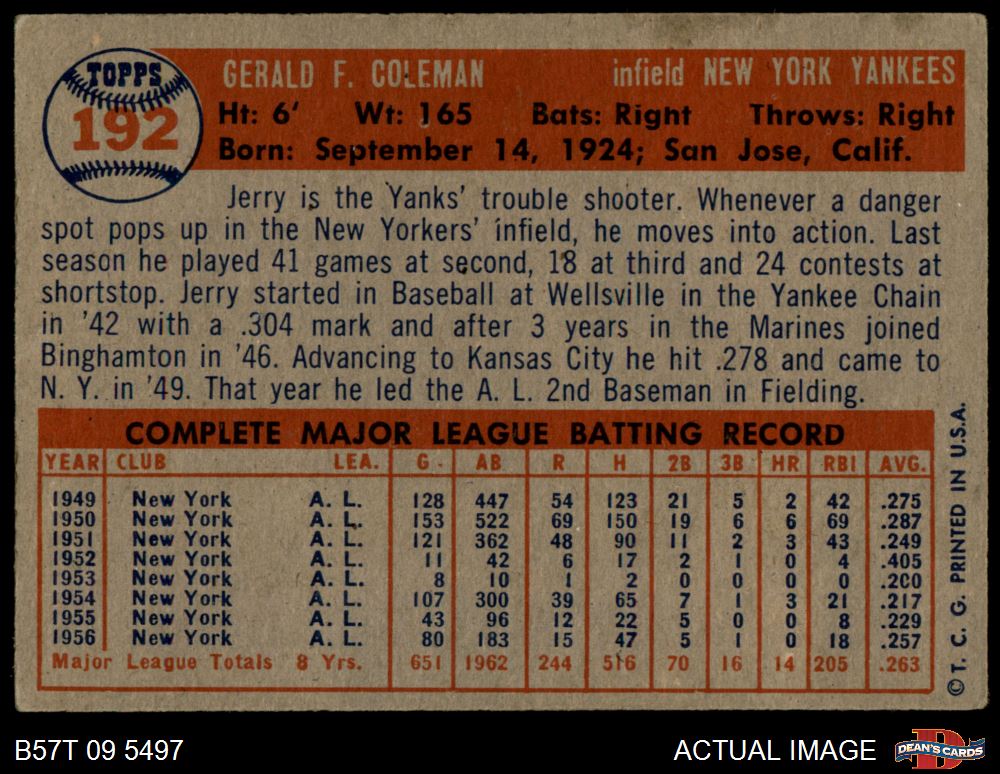 TOPPS
192
GERALD F. COLEMAN infield NEW YORK YANKEES
Ht: 6' Wt: 165 Bats: Right Throws: Right
Born: September 14, 1924; San Jose, Calif.
Jerry is the Yanks' trouble shooter. Whenever a danger
spot pops up in the New Yorkers' infield, he moves into action. Last
season he played 41 games at second, 18 at third and 24 contests at
shortstop. Jerry started in Baseball at Wellsville in the Yankee Chain
in '42 with a .304 mark and after 3 years in the Marines joined
Binghamton in '46. Advancing to Kansas City he hit .278 and came to
N. Y. in '49. That year he led the A. L. 2nd Baseman in Fielding.
COMPLETE MAJOR LEAGUE BATTING RECORD
YEAR CLUB LEA. G. AB R H 2B 3B HR RBI AVG.
1949 New York A. L. 128 447 54 123 21 5 2 42 .275
1950 New York A. L. 153 522 69 150 19 6 6 69 .287
1951 New York A. L. 121 362 48 90 11 2 3 43 .249
1952 New York A. L. 11 42 6 17 2 1 0 4 .405
1953 New York A. L. 8 10 1 2 0 0 0 0 .200
1954 New York A. L. 107 300 39 65 7 1 3 21 .217
1955 New York A. L. 43 96 12 22 5 0 0 8 .229
1956 New York A. L. 80 183 15 47 5 1 0 18 .257
Major League Totals 8 Yrs. 651 1962 244 516 70 16 14 205 .263
© T. C. G. PRINTED IN U.S.A.
B57T 09 5497
ACTUAL IMAGE
DEAN'S CARDS